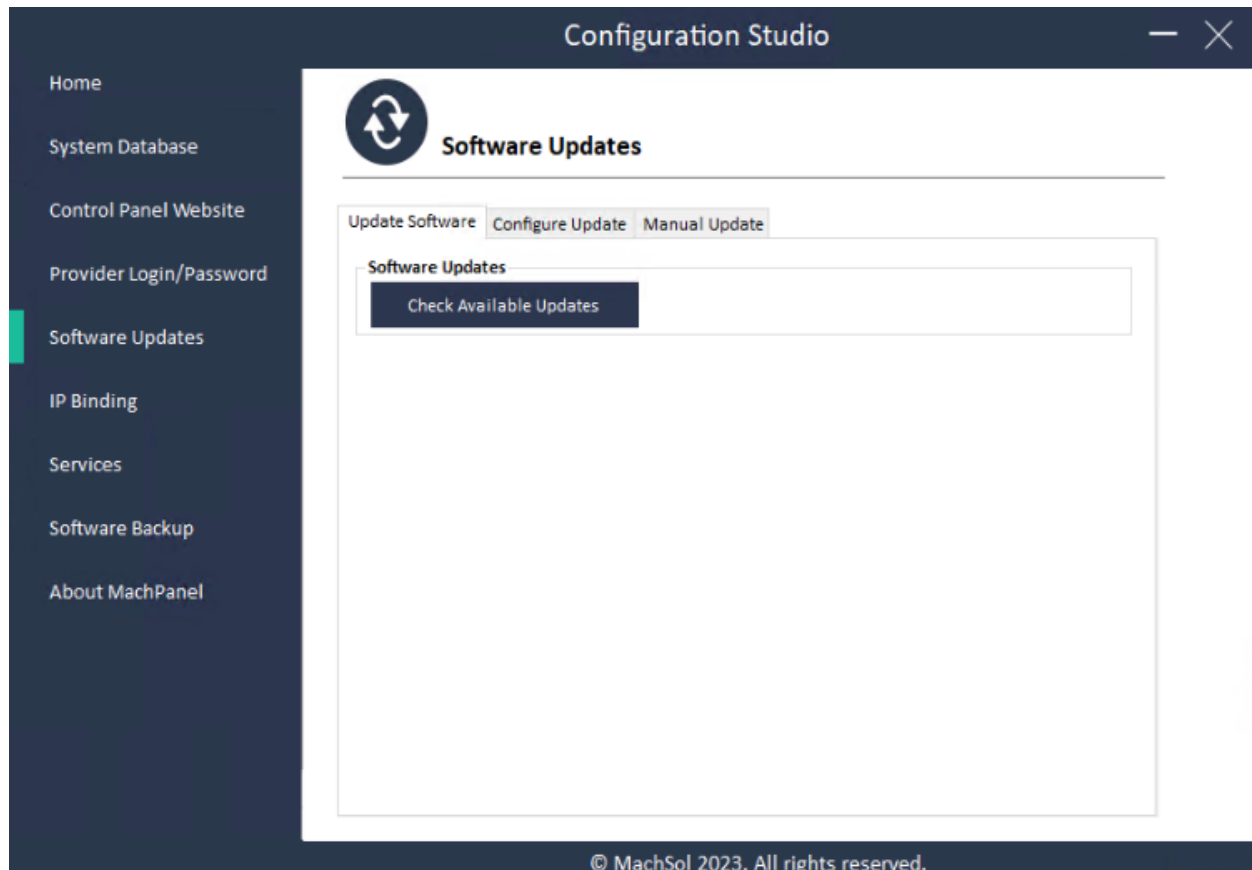 Configuration Studio
Home
System Database
Control Panel Website
Provider Login/Password
Software Updates
IP Binding
Services
Software Backup
About MachPanel
Software Updates
Update Software Configure Update Manual Update
Software Updates
Check Available Updates
© MachSol 2023. All rights reserved.